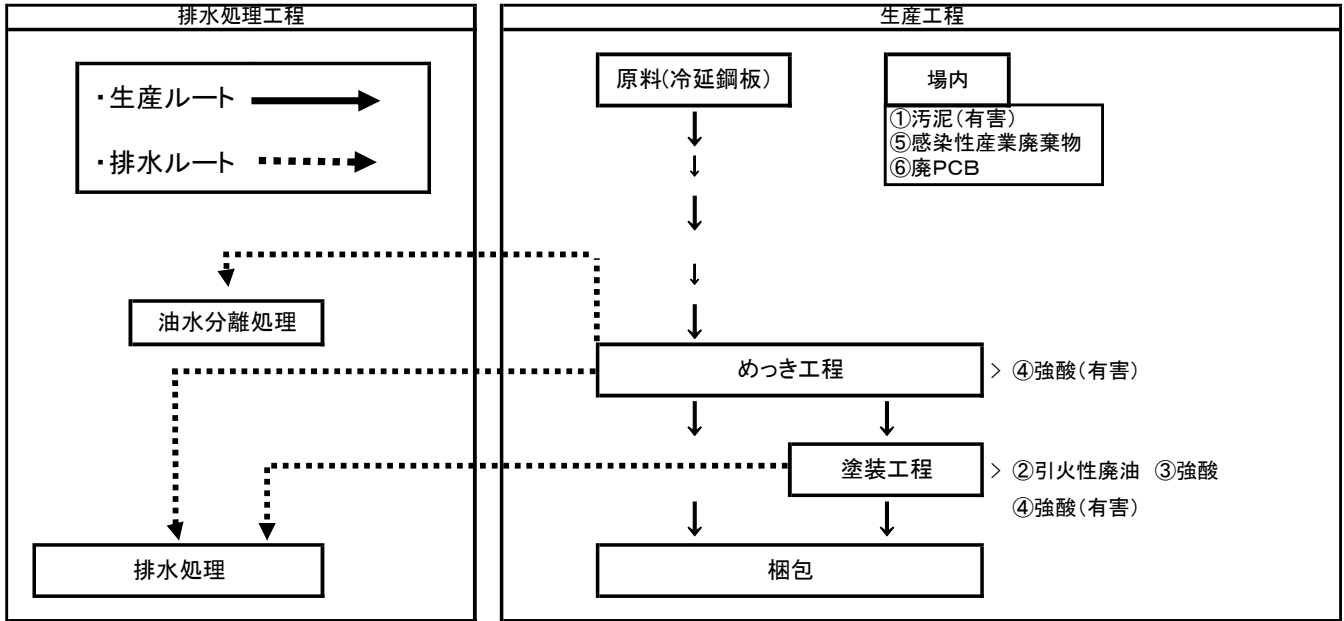 排水処理工程
・生産ルート
・排水ルート
油水分離処理
排水処理
生産工程
原料(冷延鋼板)
場内
①汚泥(有害)
⑤感染性産業廃棄物
⑥廃PCB
めっき工程
> ④強酸(有害)
塗装工程
> ②引火性廃油 ③強酸
④強酸(有害)
梱包